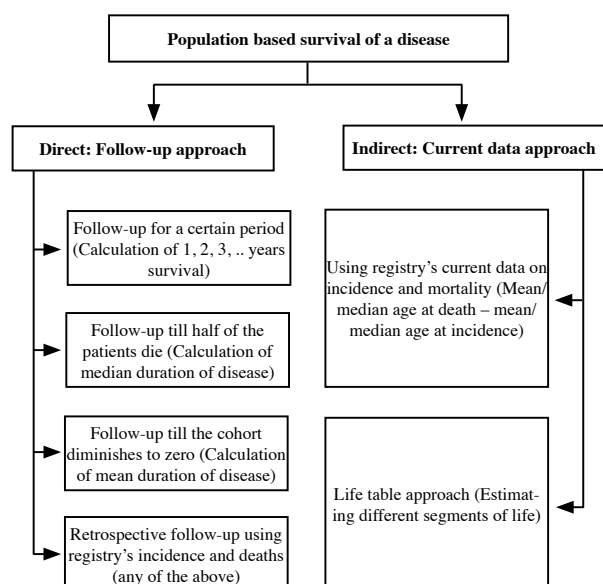 Population based survival of a disease
Direct: Follow-up approach
Indirect: Current data approach
Follow-up for a certain period
(Calculation of 1, 2, 3, .. years
survival)
Follow-up till half of the
patients die (Calculation of
median duration of disease)
Follow-up till the cohort
diminishes to zero (Calculation
of mean duration of disease)
Retrospective follow-up using
registry’s incidence and deaths
(any of the above)
Using registry’s current data on
incidence and mortality (Mean/
median age at death – mean/
median age at incidence)
Life table approach (Estimat-
ing different segments of life)